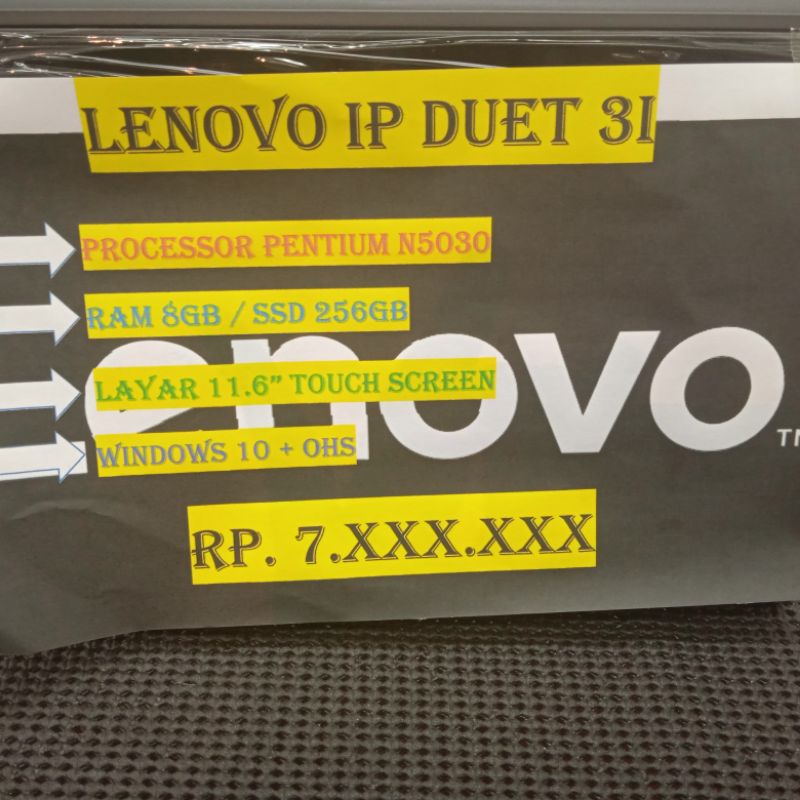 LENOVO IP DUET 3I
PROCESSOR PENTIUM N5030
RAM 8GB / SSD 256GB
LAYAR 11.6” TOUCH SCREEN
WINDOWS 10 + OHS
Lenovo
TM
RP. 7.XXX.XXX